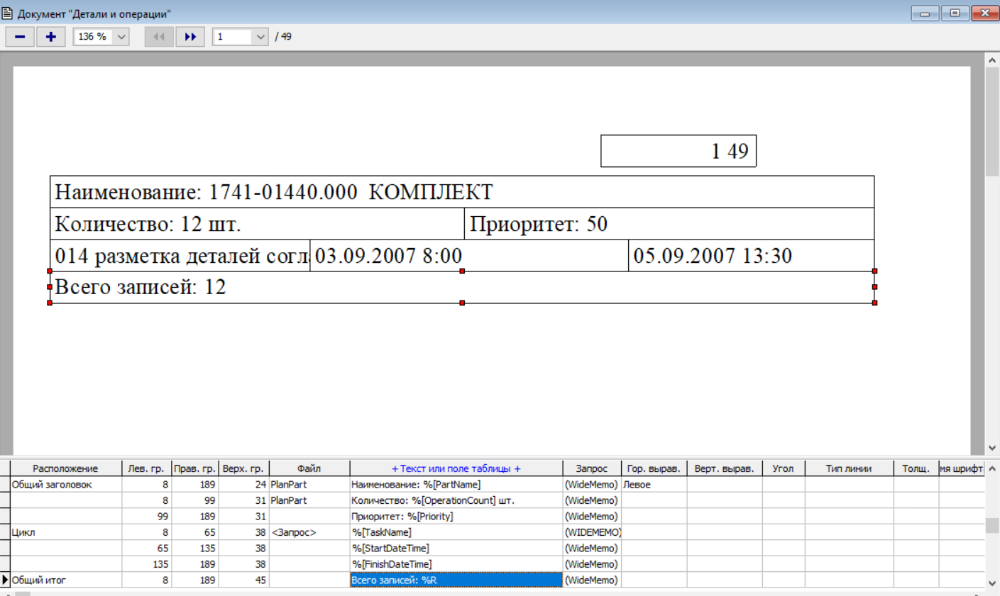 Документ "Детали и операции"
136 % 1 / 49
1 49
Наименование: 1741-01440.000 КОМПЛЕКТ
Количество: 12 шт. Приоритет: 50
014 разметка деталей согл 03.09.2007 8:00 05.09.2007 13:30
Всего записей: 12
Расположение Лев. гр. Прав. гр. Верх. гр. Файл + Текст или поле таблицы + Запрос Гор. вырав. Верт. вырав. Угол Тип линии Толщ. мя шрифт
Общий заголовок 8 189 24 PlanPart Наименование: %[PartName] (WideMemo) Левое
8 99 31 PlanPart Количество: %[OperationCount] шт. (WideMemo)
99 189 31 Приоритет: %[Priority] (WideMemo)
Цикл 8 65 38 <Запрос> %[TaskName] (WIDEMEMO)
65 135 38 %[StartDateTime] (WideMemo)
135 189 38 %[FinishDateTime] (WideMemo)
Общий итог 8 189 45 Всего записей: %R (WideMemo)